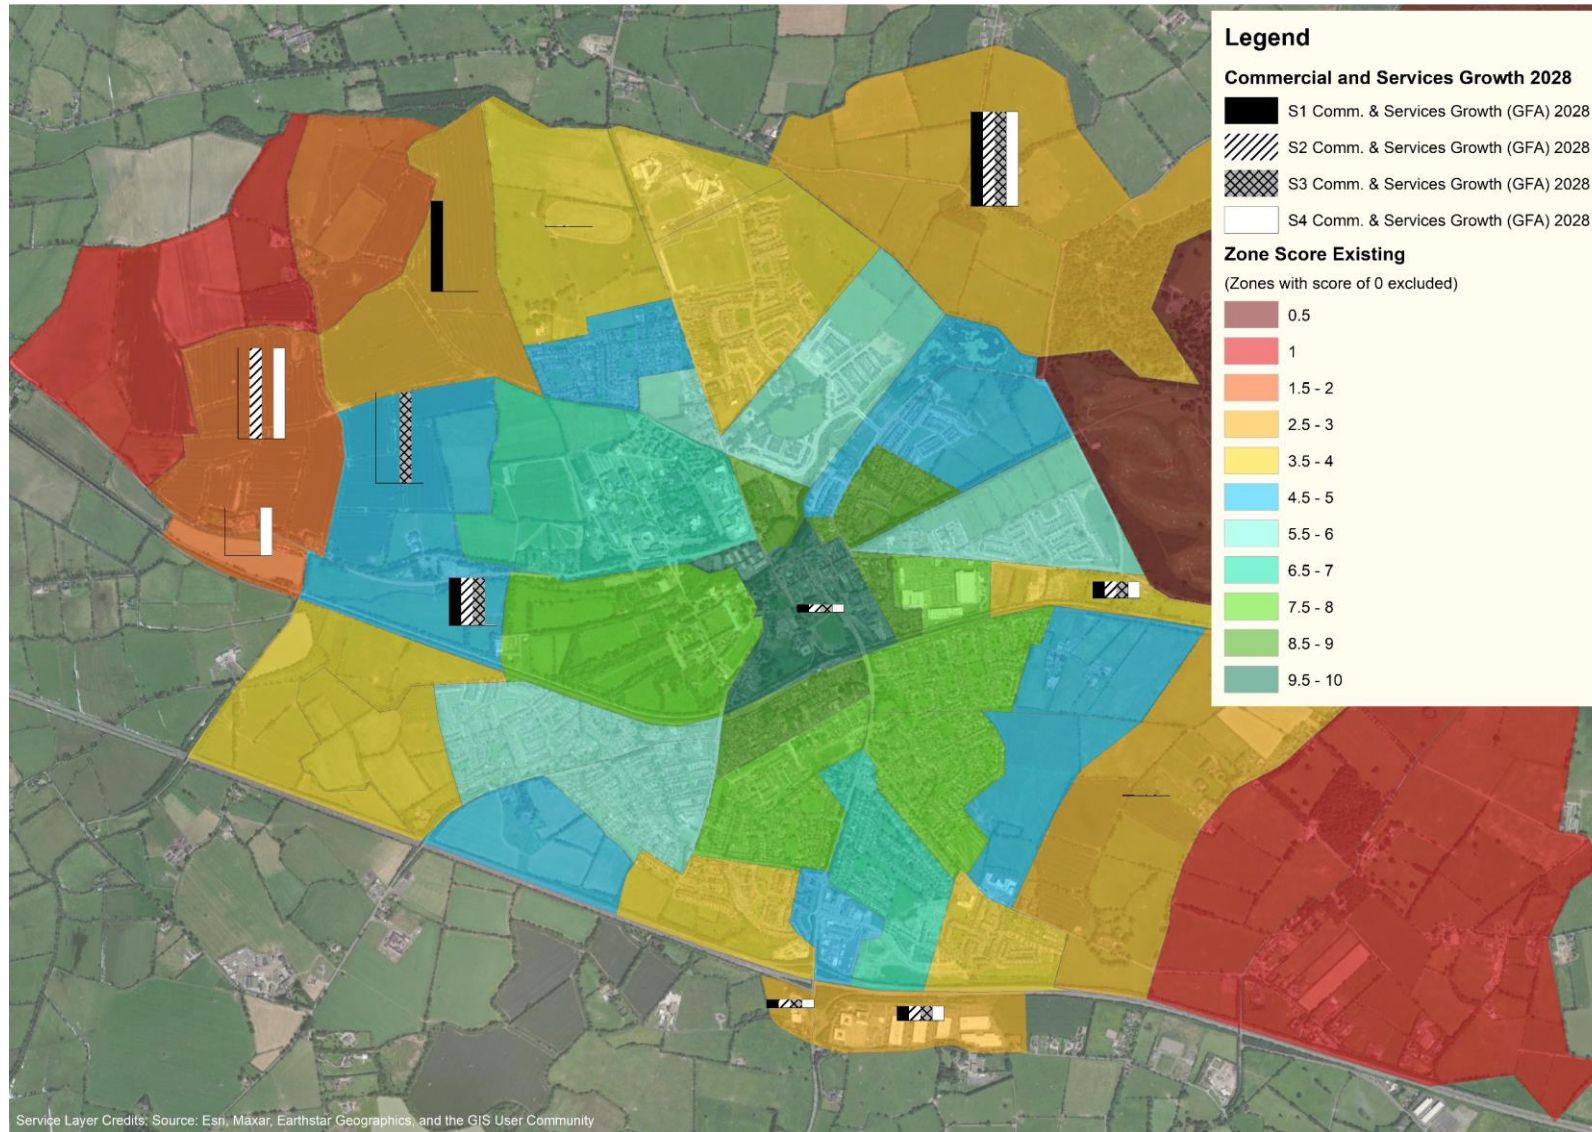 Legend
Commercial and Services Growth 2028
S1 Comm. & Services Growth (GFA) 2028
S2 Comm. & Services Growth (GFA) 2028
S3 Comm. & Services Growth (GFA) 2028
S4 Comm. & Services Growth (GFA) 2028
Zone Score Existing
(Zones with score of 0 excluded)
0.5
1
1.5 - 2
2.5 - 3
3.5 - 4
4.5 - 5
5.5 - 6
6.5 - 7
7.5 - 8
8.5 - 9
9.5 - 10
Service Layer Credits: Source: Esri, Maxar, Earthstar Geographics, and the GIS User Community